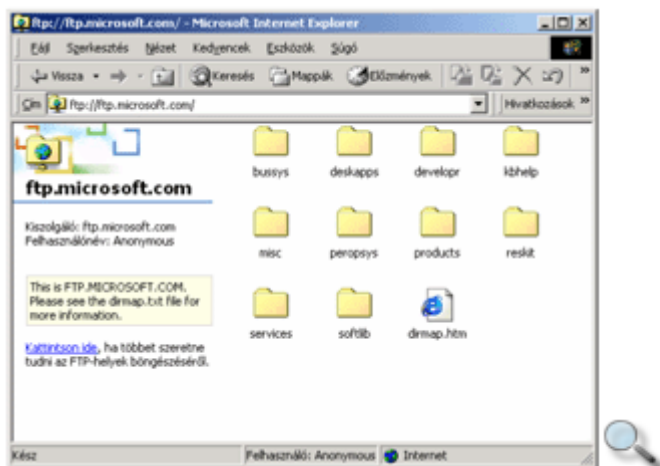 ftp://ftp.microsoft.com/ - Microsoft Internet Explorer
Fájl Szerkesztés Nézet Kedvencek Eszközök Súgó
Vissza Keresés Mappák Előzmények »
Cím ftp://ftp.microsoft.com/ Hivatkozások »
ftp.microsoft.com
Kiszolgáló: ftp.microsoft.com
Felhasználónév: Anonymous
This is FTP.MICROSOFT.COM.
Please see the dirmap.txt file for
more information.
Kattintson ide, ha többet szeretne
tudni az FTP-helyek böngészéséről.
bussys deskapps developr kbhelp
misc peropsys products reskit
services softlib dirmap.htm
Kész Felhasználó: Anonymous Internet